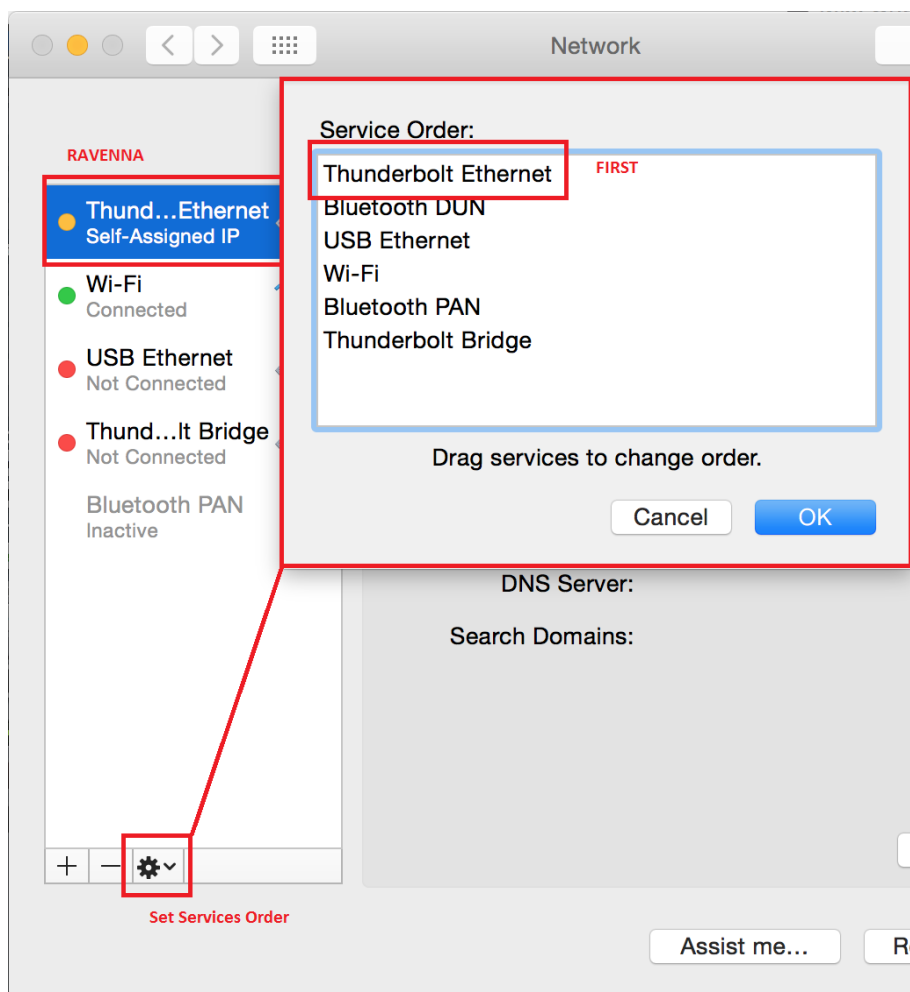 Network
RAVENNA
Thund...Ethernet
Self-Assigned IP
Wi-Fi
Connected
USB Ethernet
Not Connected
Thund...lt Bridge
Not Connected
Bluetooth PAN
Inactive
Service Order:
Thunderbolt Ethernet
FIRST
Bluetooth DUN
USB Ethernet
Wi-Fi
Bluetooth PAN
Thunderbolt Bridge
Drag services to change order.
Cancel
OK
DNS Server:
Search Domains:
Set Services Order
Assist me...